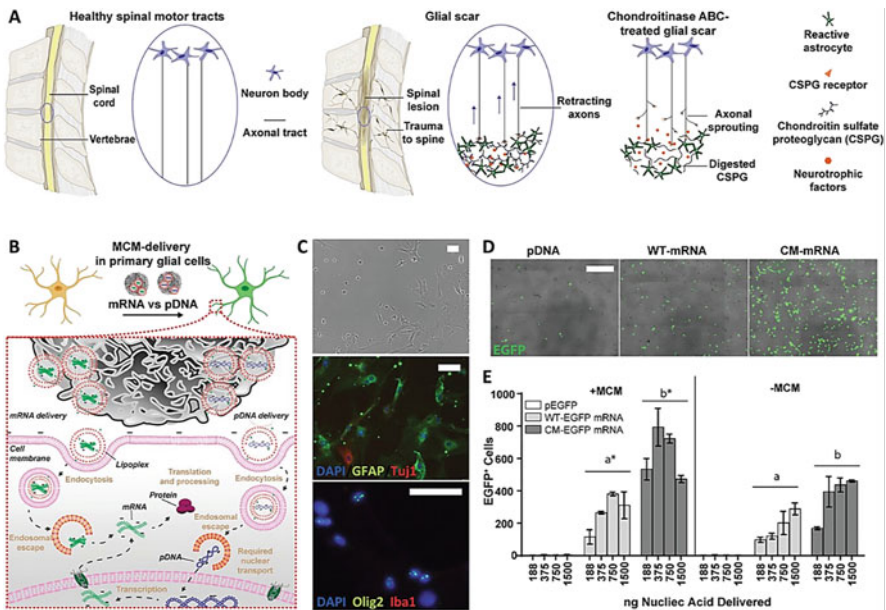 A
Healthy spinal motor tracts
Spinal
cord
Vertebrae
Neuron body
Axonal tract
Glial scar
Spinal
lesion
Trauma
to spine
Retracting
axons
Chondroitinase ABC-
treated glial scar
Axonal
sprouting
Digested
CSPG
Reactive
astrocyte
CSPG receptor
Chondroitin sulfate
proteoglycan (CSPG)
Neurotrophic
factors
B
MCM-delivery
in primary glial cells
mRNA vs pDNA
mRNA delivery
pDNA delivery
Cell
membrane
Lipoplex
Endocytosis
Translation
and processing
Endocytosis
Protein
mRNA
Endosomal
escape
Endosomal
escape
pDNA
Required
nuclear
transport
Transcription
C
DAPI GFAP Tuj1
DAPI Olig2 Iba1
D
pDNA
WT-mRNA
CM-mRNA
EGFP
E
+MCM
-MCM
pEGFP
WT-EGFP mRNA
CM-EGFP mRNA
EGFP+ Cells
1000
800
600
400
200
0
a*
b*
a
b
188 375 750 1500 188 375 750 1500 188 375 750 1500 188 375 750 1500 188 375 750 1500 188 375 750 1500
ng Nucliec Acid Delivered